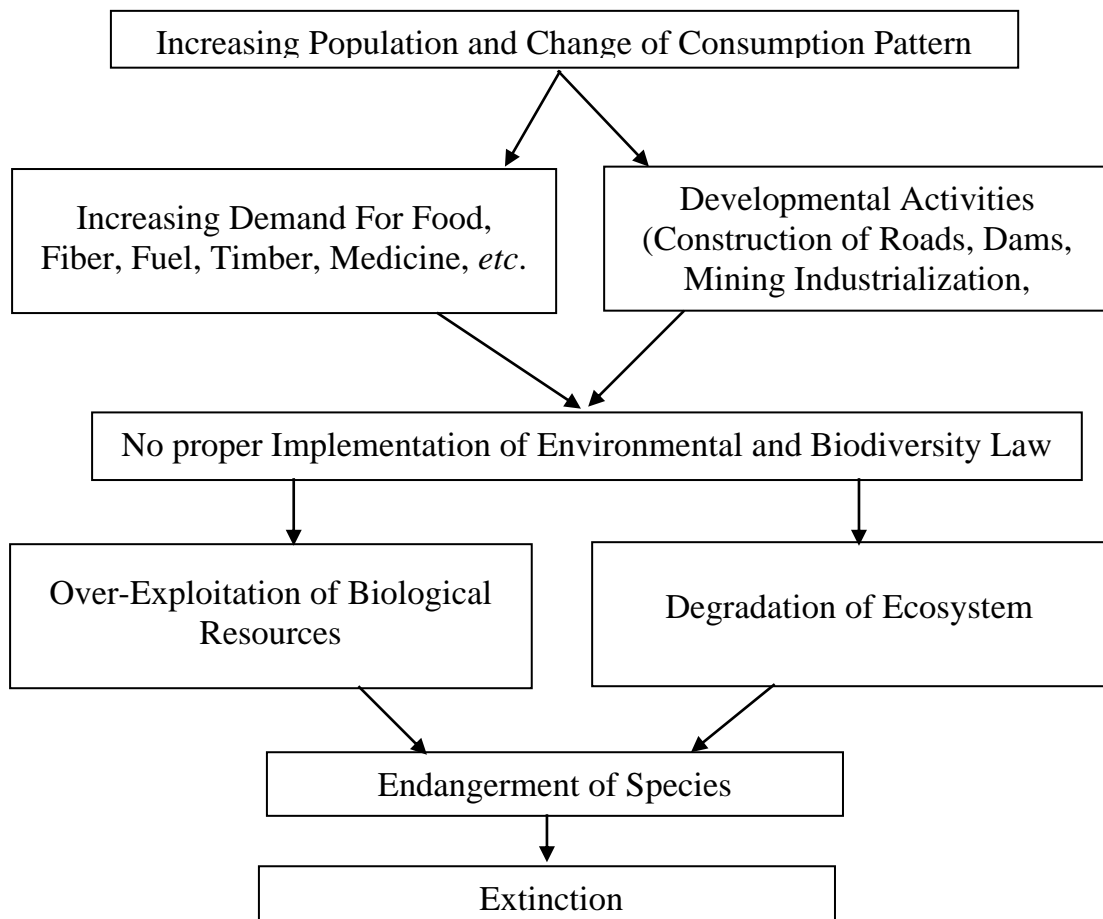 Increasing Population and Change of Consumption Pattern
Increasing Demand For Food,
Fiber, Fuel, Timber, Medicine, etc.
Developmental Activities
(Construction of Roads, Dams,
Mining Industrialization,
No proper Implementation of Environmental and Biodiversity Law
Over-Exploitation of Biological
Resources
Degradation of Ecosystem
Endangerment of Species
Extinction